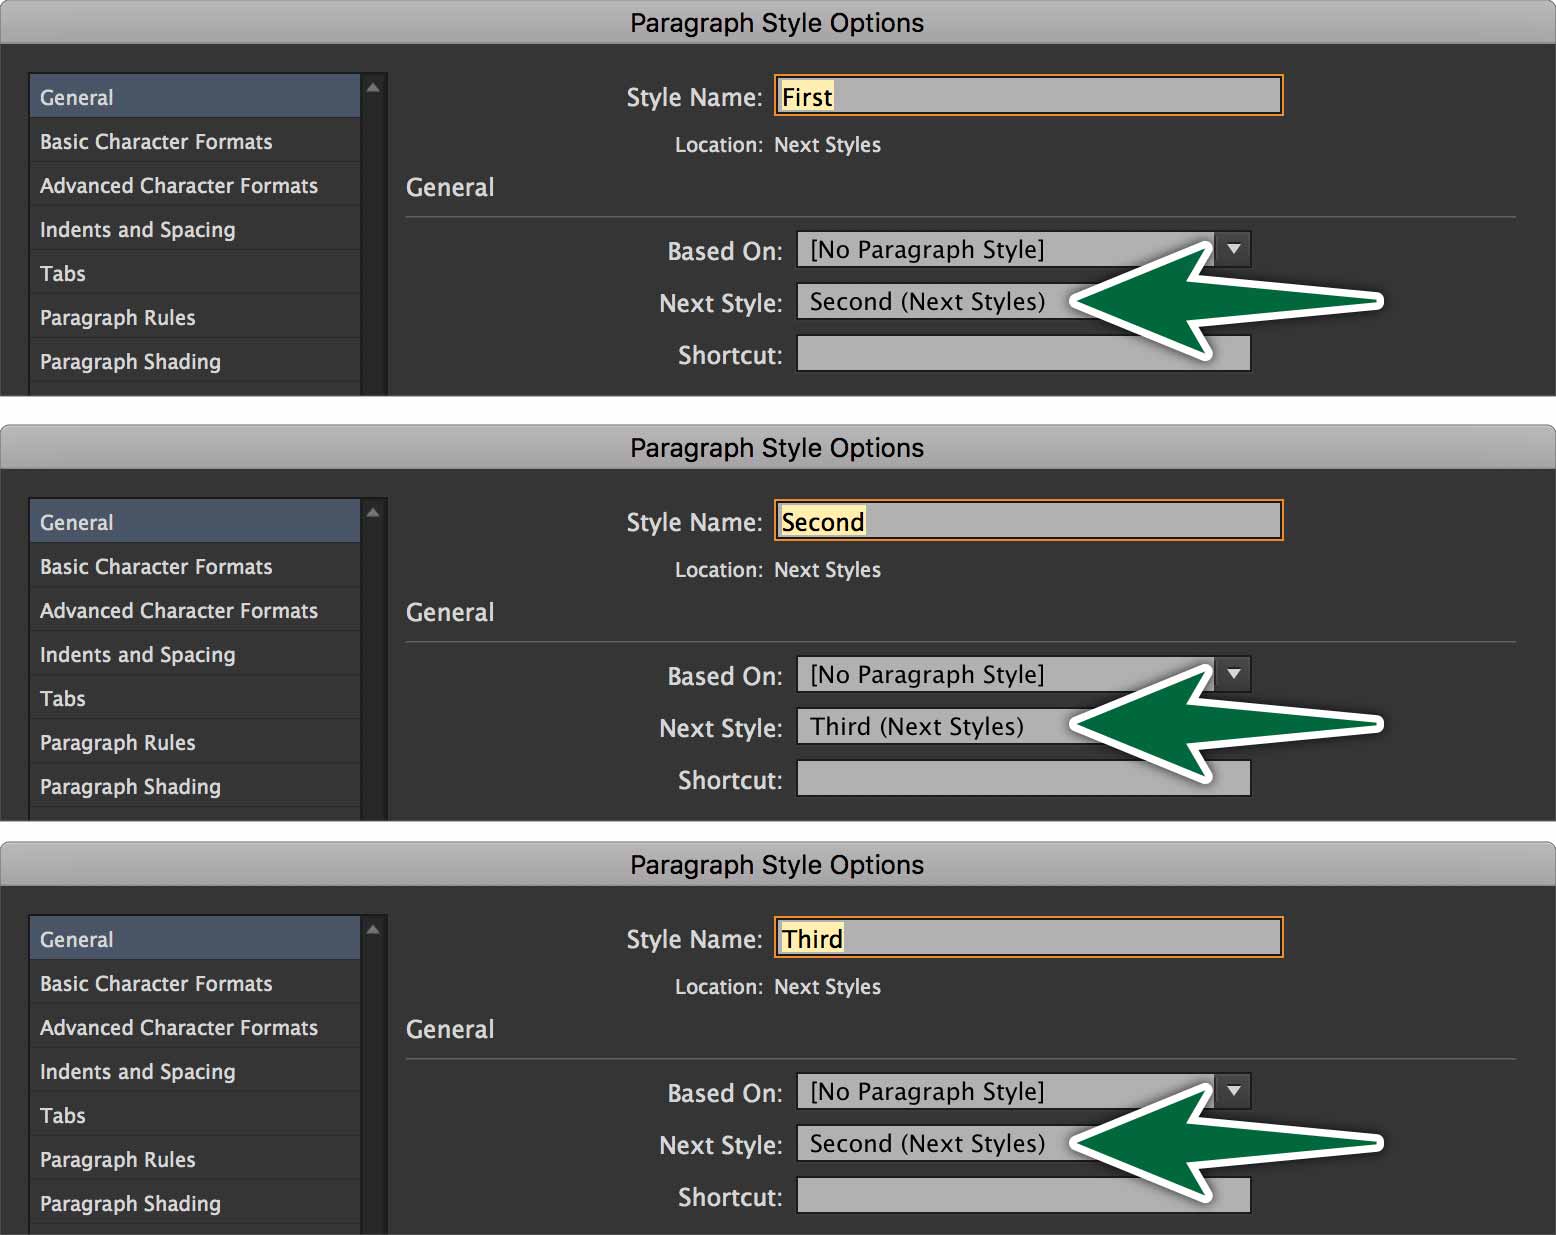 Paragraph Style Options
General
Basic Character Formats
Advanced Character Formats
Indents and Spacing
Tabs
Paragraph Rules
Paragraph Shading
Style Name: First
Location: Next Styles
General
Based On: [No Paragraph Style]
Next Style: Second (Next Styles)
Shortcut:
Paragraph Style Options
General
Basic Character Formats
Advanced Character Formats
Indents and Spacing
Tabs
Paragraph Rules
Paragraph Shading
Style Name: Second
Location: Next Styles
General
Based On: [No Paragraph Style]
Next Style: Third (Next Styles)
Shortcut:
Paragraph Style Options
General
Basic Character Formats
Advanced Character Formats
Indents and Spacing
Tabs
Paragraph Rules
Paragraph Shading
Style Name: Third
Location: Next Styles
General
Based On: [No Paragraph Style]
Next Style: Second (Next Styles)
Shortcut: